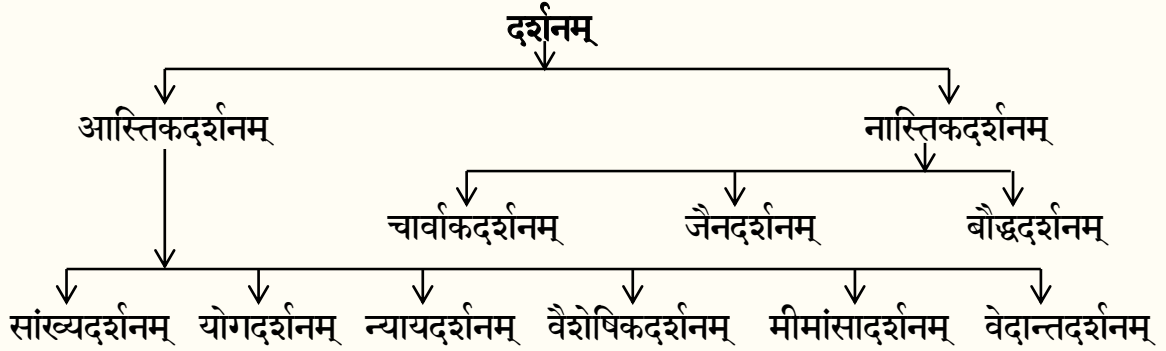 दर्शनम्
आस्तिकदर्शनम् नास्तिकदर्शनम्
चार्वाकदर्शनम् जैनदर्शनम् बौद्धदर्शनम्
सांख्यदर्शनम् योगदर्शनम् न्यायदर्शनम् वैशेषिकदर्शनम् मीमांसादर्शनम् वेदान्तदर्शनम्